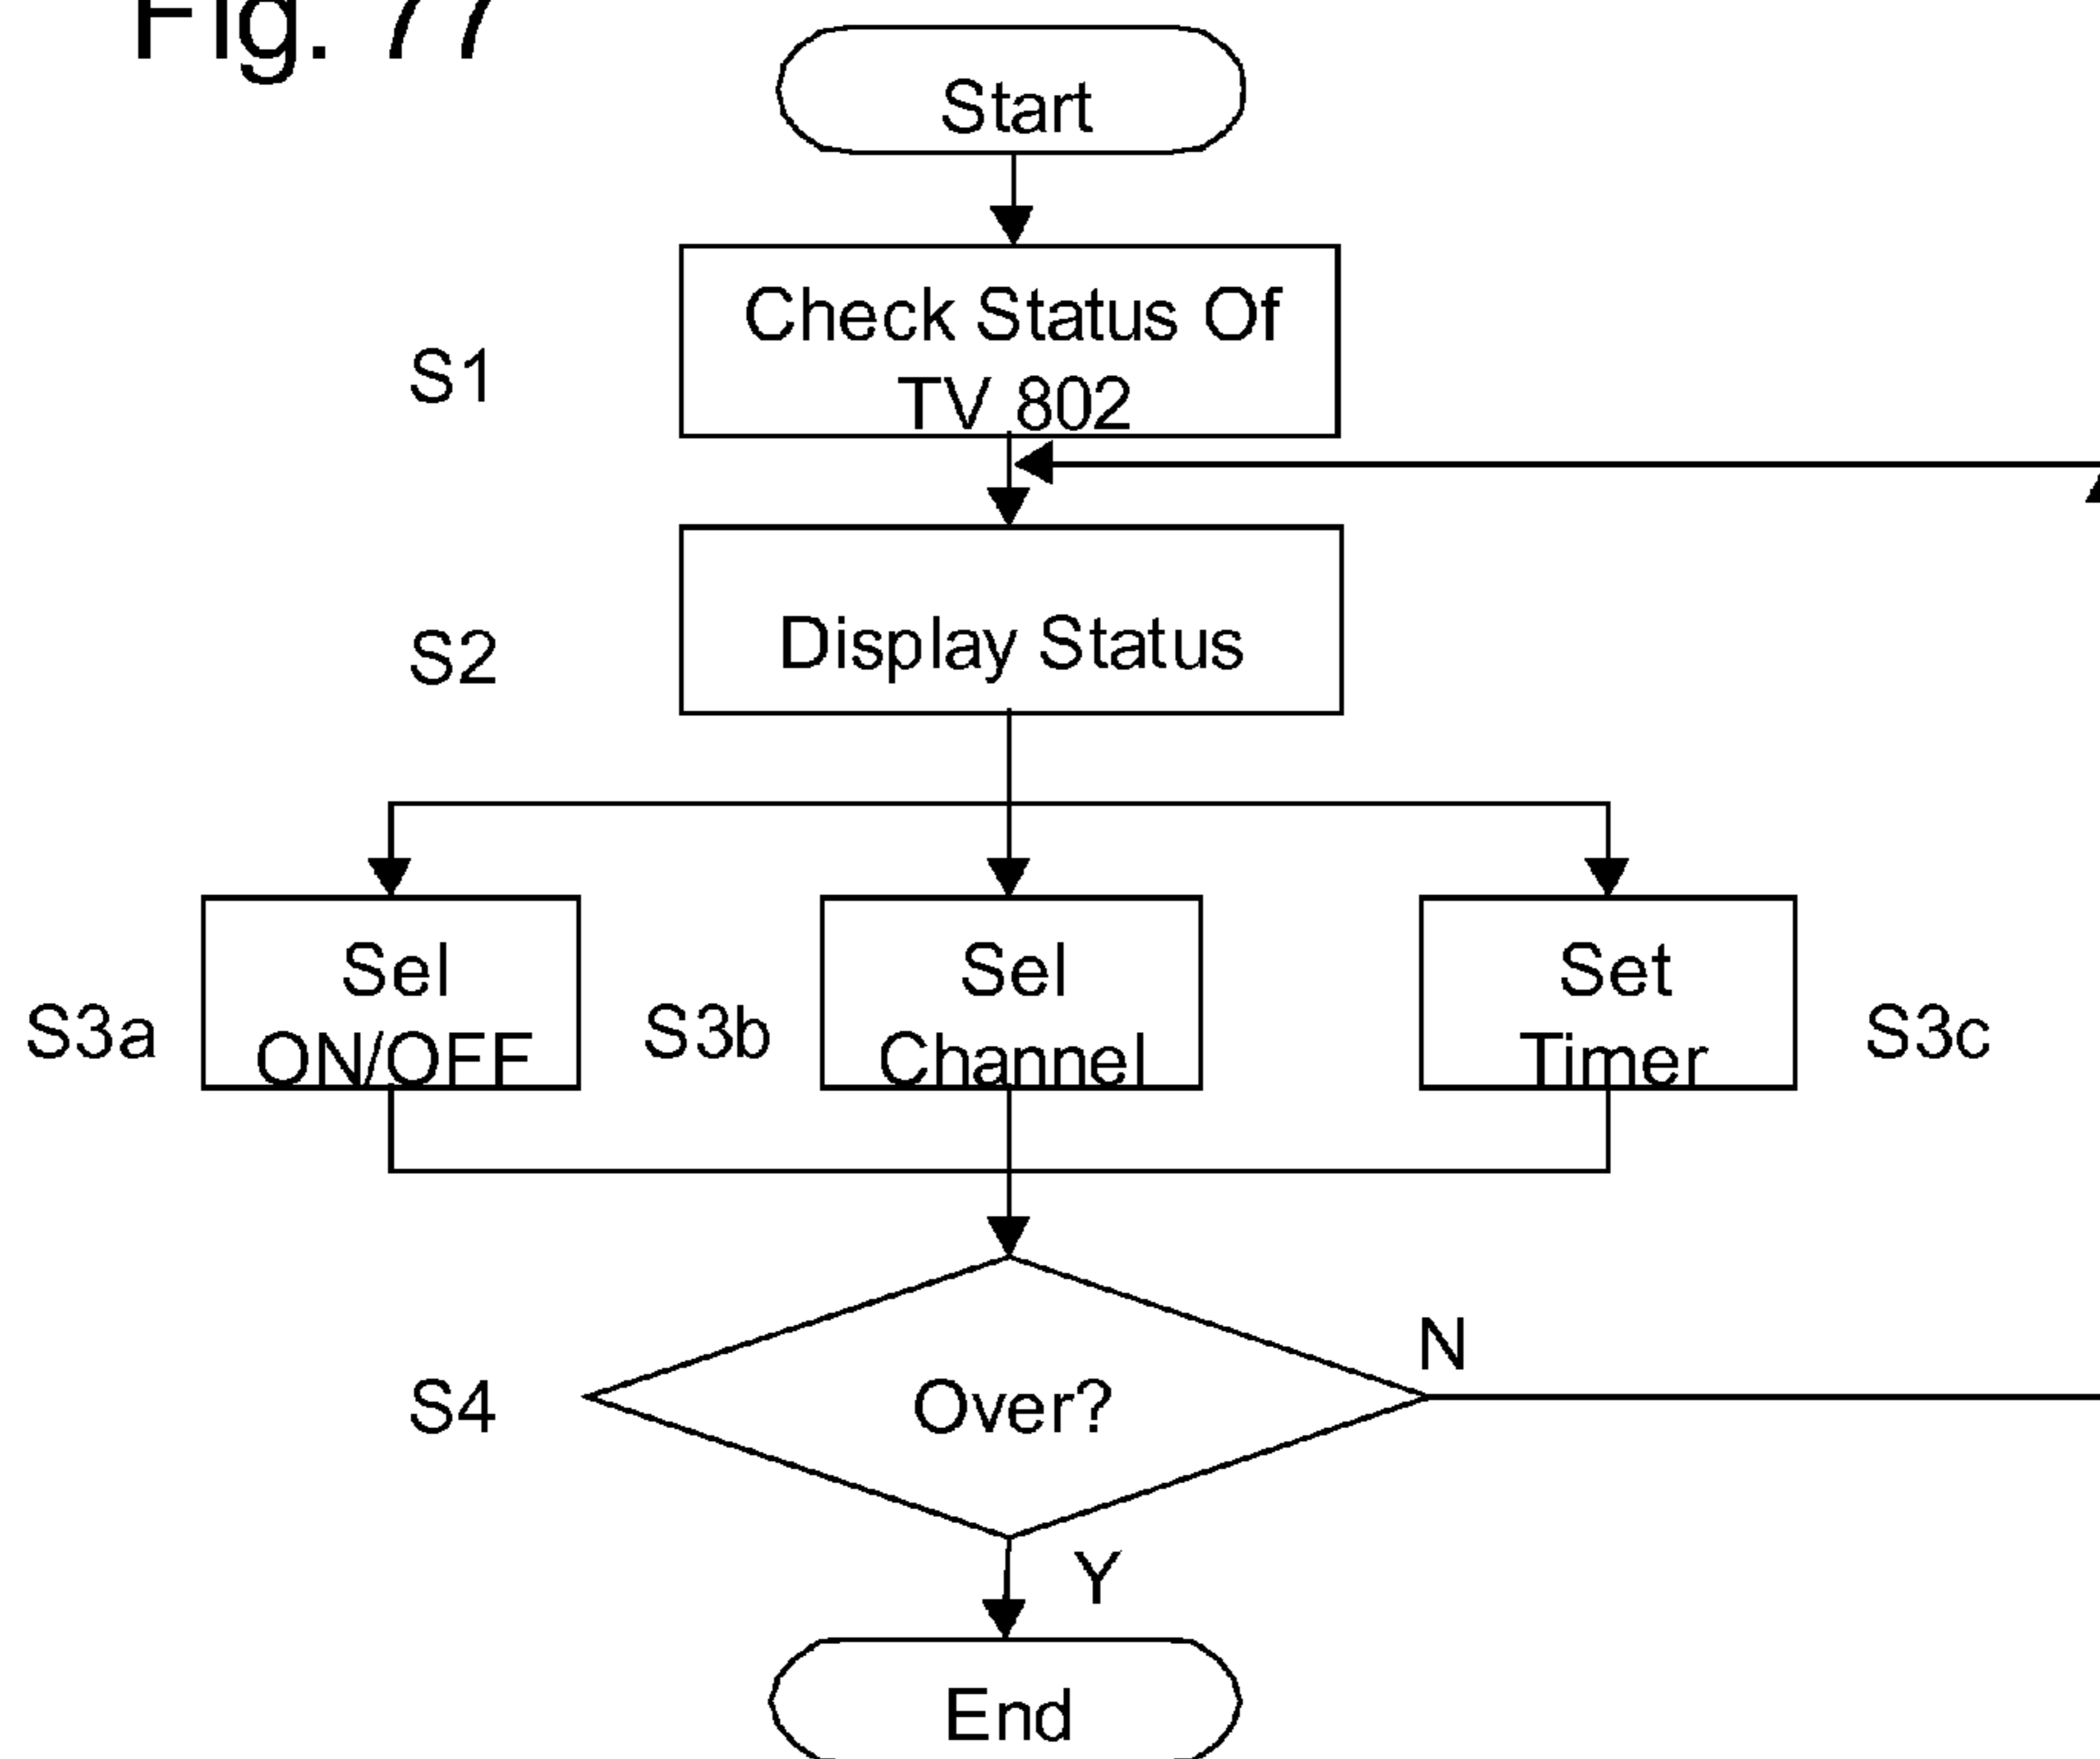 Fig. 77
Start
Check Status Of
TV 802
S1
Display Status
S2
Sel
ON/OFF
S3a
Sel
Channel
S3b
Set
Timer
S3c
N
Over?
S4
Y
End